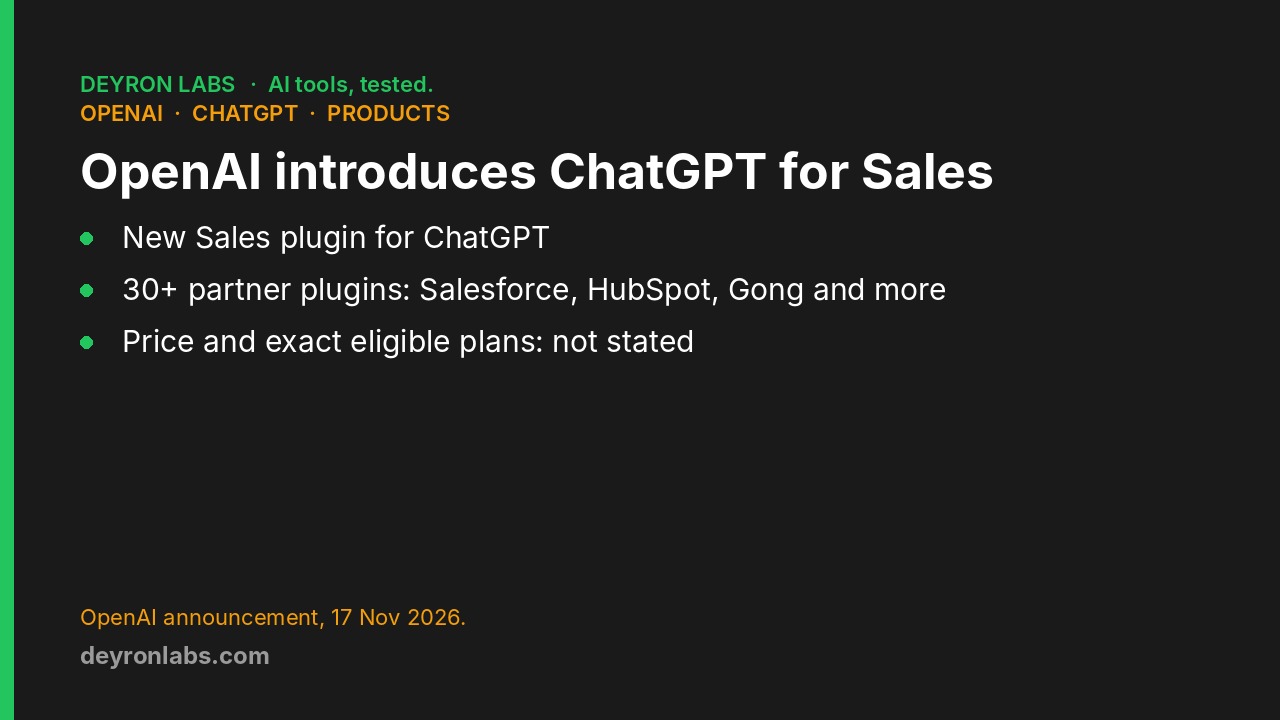 DEYRON LABS · AI tools, tested.
OPENAI · CHATGPT · PRODUCTS
OpenAI introduces ChatGPT for Sales
New Sales plugin for ChatGPT
30+ partner plugins: Salesforce, HubSpot, Gong and more
Price and exact eligible plans: not stated
OpenAI announcement, 17 Nov 2026.
deyronlabs.com